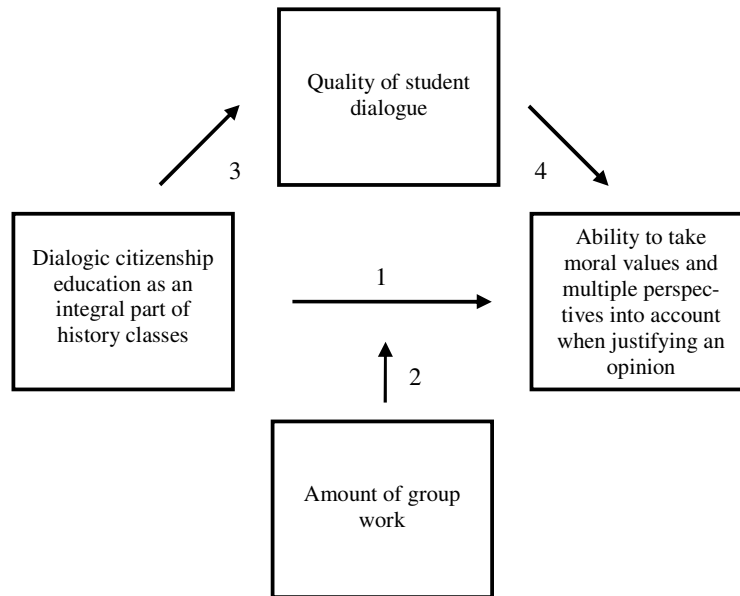 Quality of student
dialogue
3
4
Dialogic citizenship
education as an
integral part of
history classes
1
Ability to take
moral values and
multiple perspec-
tives into account
when justifying an
opinion
2
Amount of group
work